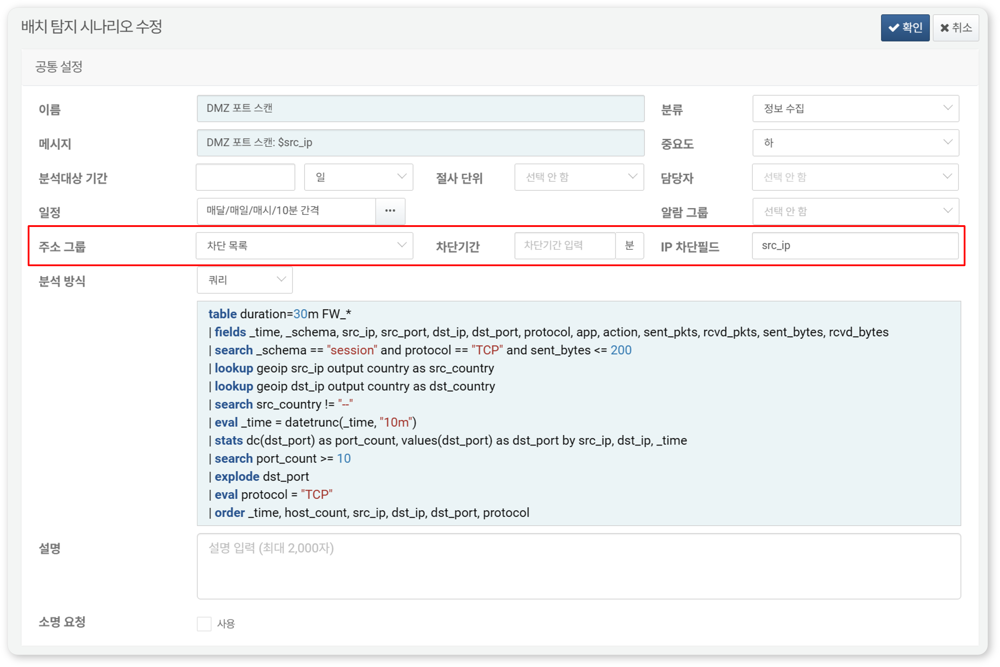 배치 탐지 시나리오 수정
확인
취소
공통 설정
이름
DMZ 포트 스캔
분류
정보 수집
메시지
DMZ 포트 스캔: $src_ip
중요도
하
분석대상 기간
일
절사 단위
선택 안 함
담당자
선택 안 함
일정
매달/매일/매시/10분 간격
...
알람 그룹
선택 안 함
주소 그룹
차단 목록
차단기간
차단기간 입력
분
IP 차단필드
src_ip
분석 방식
쿼리
table duration=30m FW_*
| fields _time, _schema, src_ip, src_port, dst_ip, dst_port, protocol, app, action, sent_pkts, rcvd_pkts, sent_bytes, rcvd_bytes
| search _schema == "session" and protocol == "TCP" and sent_bytes <= 200
| lookup geoip src_ip output country as src_country
| lookup geoip dst_ip output country as dst_country
| search src_country != "--"
| eval _time = datetrunc(_time, "10m")
| stats dc(dst_port) as port_count, values(dst_port) as dst_port by src_ip, dst_ip, _time
| search port_count >= 10
| explode dst_port
| eval protocol = "TCP"
| order _time, host_count, src_ip, dst_ip, dst_port, protocol
설명
설명 입력 (최대 2,000자)
소명 요청
사용